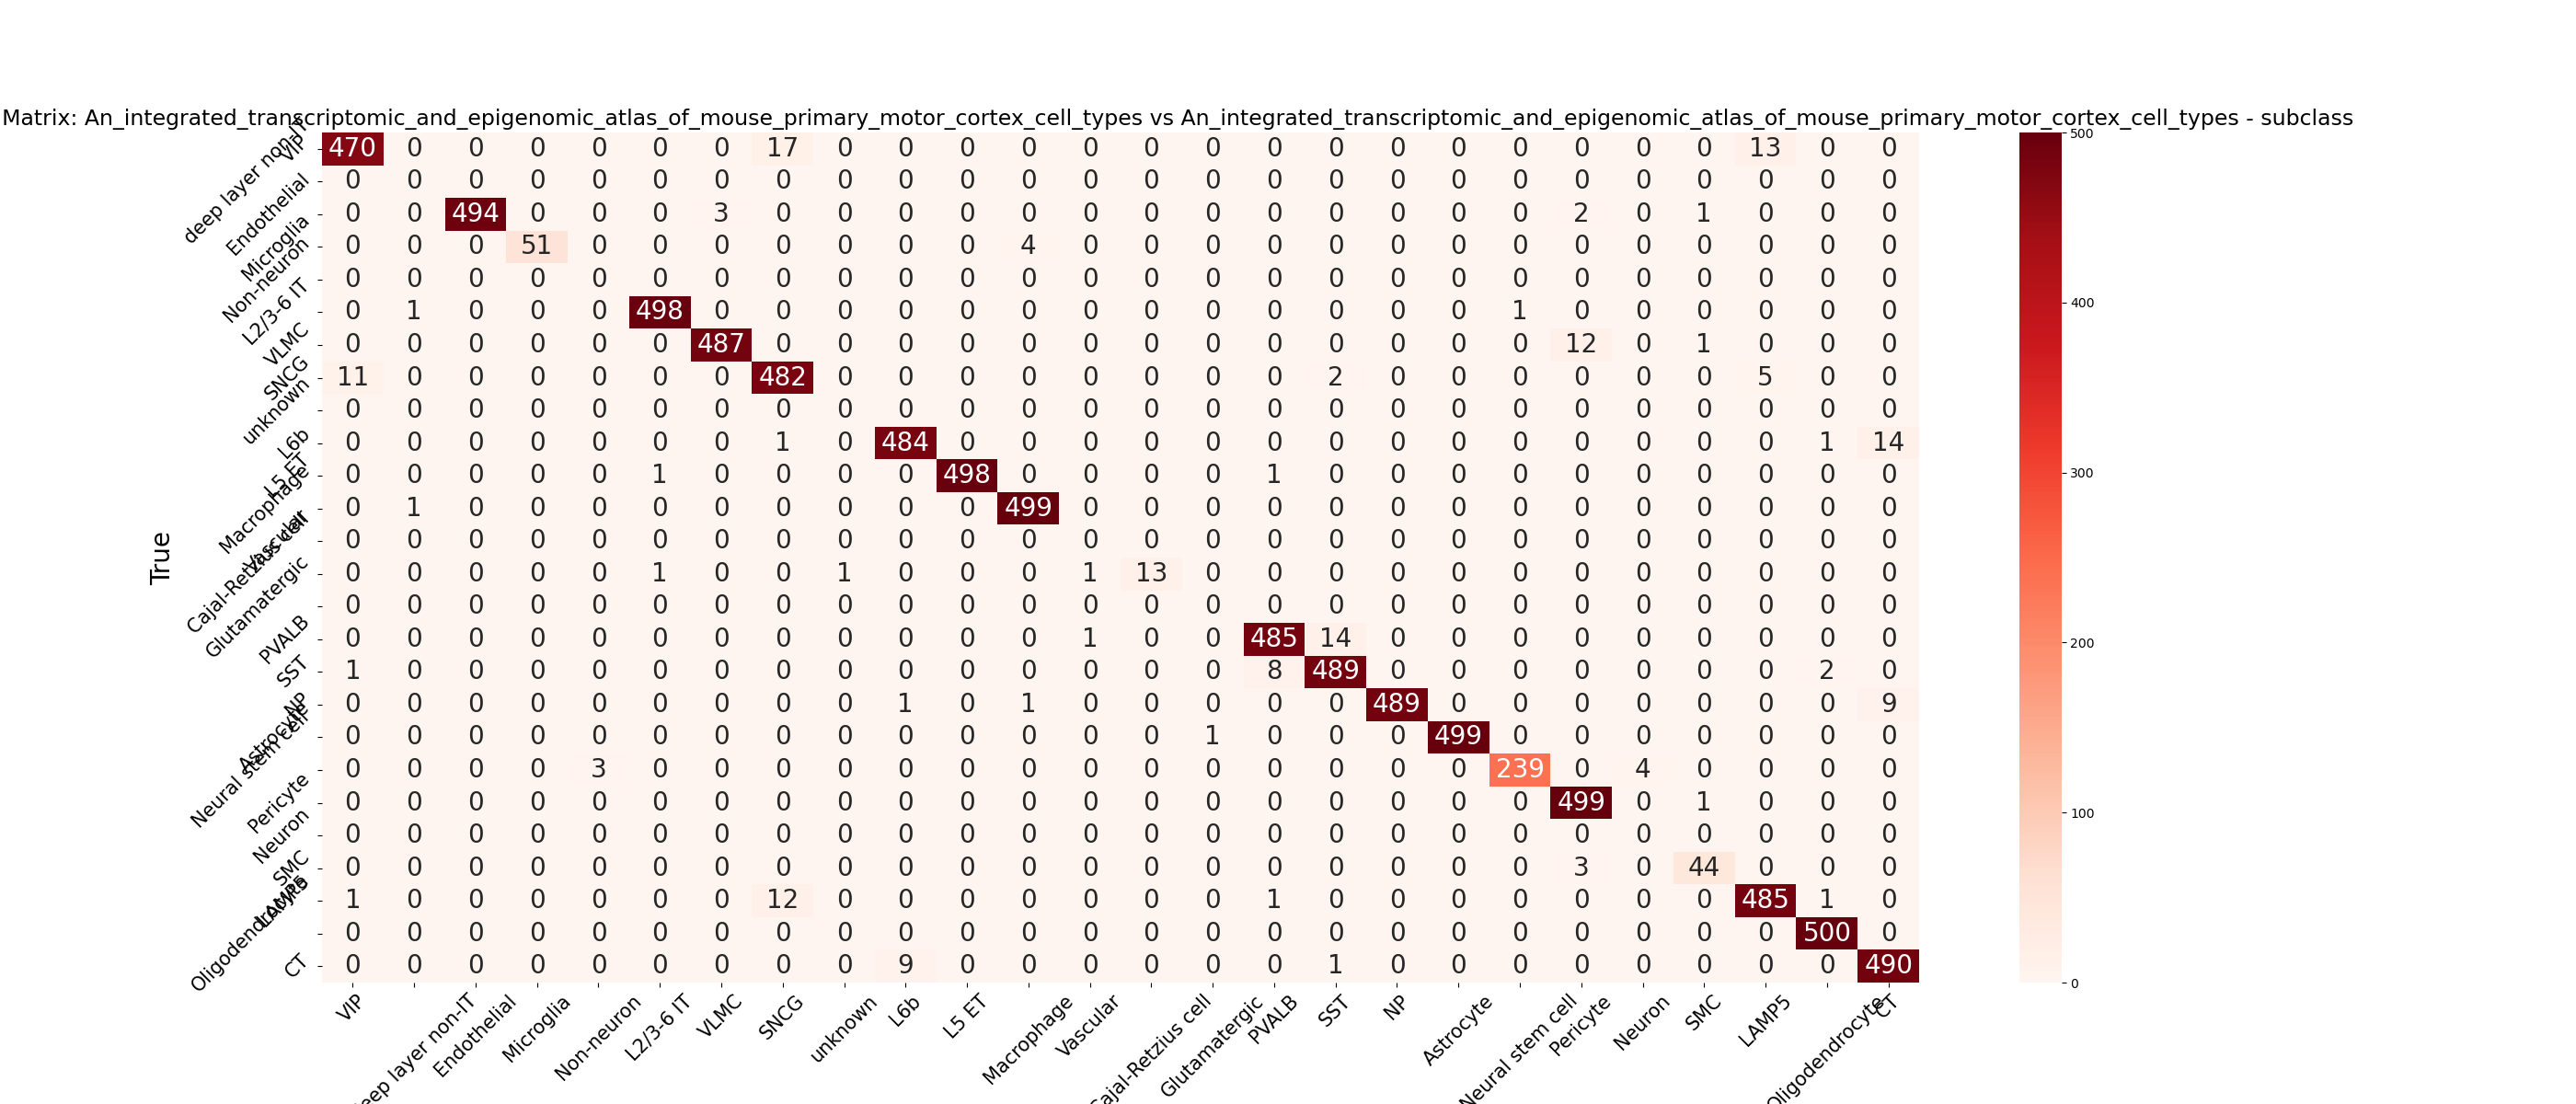 Matrix: An_integrated_transcriptomic_and_epigenomic_atlas_of_mouse_primary_motor_cortex_cell_types vs An_integrated_transcriptomic_and_epigenomic_atlas_of_mouse_primary_motor_cortex_cell_types - subclass
VIP 470 0 0 0 0 0 0 17 0 0 0 0 0 0 0 0 0 0 0 0 0 0 0 13 0 0
deep layer non-IT 0 0 0 0 0 0 0 0 0 0 0 0 0 0 0 0 0 0 0 0 0 0 0 0 0 0
Endothelial 0 0 494 0 0 0 3 0 0 0 0 0 0 0 0 0 0 0 0 0 2 0 1 0 0 0
Microglia 0 0 0 51 0 0 0 0 0 0 0 4 0 0 0 0 0 0 0 0 0 0 0 0 0 0
Non-neuron 0 0 0 0 0 0 0 0 0 0 0 0 0 0 0 0 0 0 0 0 0 0 0 0 0 0
L2/3-6 IT 0 1 0 0 0 498 0 0 0 0 0 0 0 0 0 0 0 0 0 1 0 0 0 0 0 0
VLMC 0 0 0 0 0 0 487 0 0 0 0 0 0 0 0 0 0 0 0 0 12 0 1 0 0 0
SNCG 11 0 0 0 0 0 0 482 0 0 0 0 0 0 0 0 2 0 0 0 0 0 0 5 0 0
unknown 0 0 0 0 0 0 0 0 0 0 0 0 0 0 0 0 0 0 0 0 0 0 0 0 0 0
L6b 0 0 0 0 0 0 0 1 0 484 0 0 0 0 0 0 0 0 0 0 0 0 0 0 1 14
L5 ET 0 0 0 0 0 1 0 0 0 0 498 0 0 0 0 1 0 0 0 0 0 0 0 0 0 0
Macrophage 0 1 0 0 0 0 0 0 0 0 0 499 0 0 0 0 0 0 0 0 0 0 0 0 0 0
Vascular 0 0 0 0 0 0 0 0 0 0 0 0 0 0 0 0 0 0 0 0 0 0 0 0 0 0
Cajal-Retzius cell 0 0 0 0 0 1 0 0 1 0 0 0 1 13 0 0 0 0 0 0 0 0 0 0 0 0
Glutamatergic 0 0 0 0 0 0 0 0 0 0 0 0 0 0 0 0 0 0 0 0 0 0 0 0 0 0
PVALB 0 0 0 0 0 0 0 0 0 0 0 0 1 0 0 485 14 0 0 0 0 0 0 0 0 0
SST 1 0 0 0 0 0 0 0 0 0 0 0 0 0 0 8 489 0 0 0 0 0 0 0 2 0
NP 0 0 0 0 0 0 0 0 0 1 0 1 0 0 0 0 0 489 0 0 0 0 0 0 0 9
Astrocyte 0 0 0 0 0 0 0 0 0 0 0 0 0 0 1 0 0 0 499 0 0 0 0 0 0 0
Neural stem cell 0 0 0 0 3 0 0 0 0 0 0 0 0 0 0 0 0 0 0 239 0 4 0 0 0 0
Pericyte 0 0 0 0 0 0 0 0 0 0 0 0 0 0 0 0 0 0 0 0 499 0 1 0 0 0
Neuron 0 0 0 0 0 0 0 0 0 0 0 0 0 0 0 0 0 0 0 0 0 0 0 0 0 0
SMC 0 0 0 0 0 0 0 0 0 0 0 0 0 0 0 0 0 0 0 0 3 0 44 0 0 0
LAMP5 1 0 0 0 0 0 0 12 0 0 0 0 0 0 0 1 0 0 0 0 0 0 0 485 1 0
Oligodendrocyte 0 0 0 0 0 0 0 0 0 0 0 0 0 0 0 0 0 0 0 0 0 0 0 0 500 0
CT 0 0 0 0 0 0 0 0 0 9 0 0 0 0 0 0 1 0 0 0 0 0 0 0 0 490
True
VIP
layer non-IT
Endothelial
Microglia
Non-neuron
L2/3-6 IT
VLMC
SNCG
unknown
L6b
L5 ET
Macrophage
Vascular
Cajal-Retzius cell
Glutamatergic
PVALB
SST
NP
Astrocyte
Neural stem cell
Pericyte
Neuron
SMC
LAMP5
Oligodendrocyte
CT
500
400
300
200
100
0